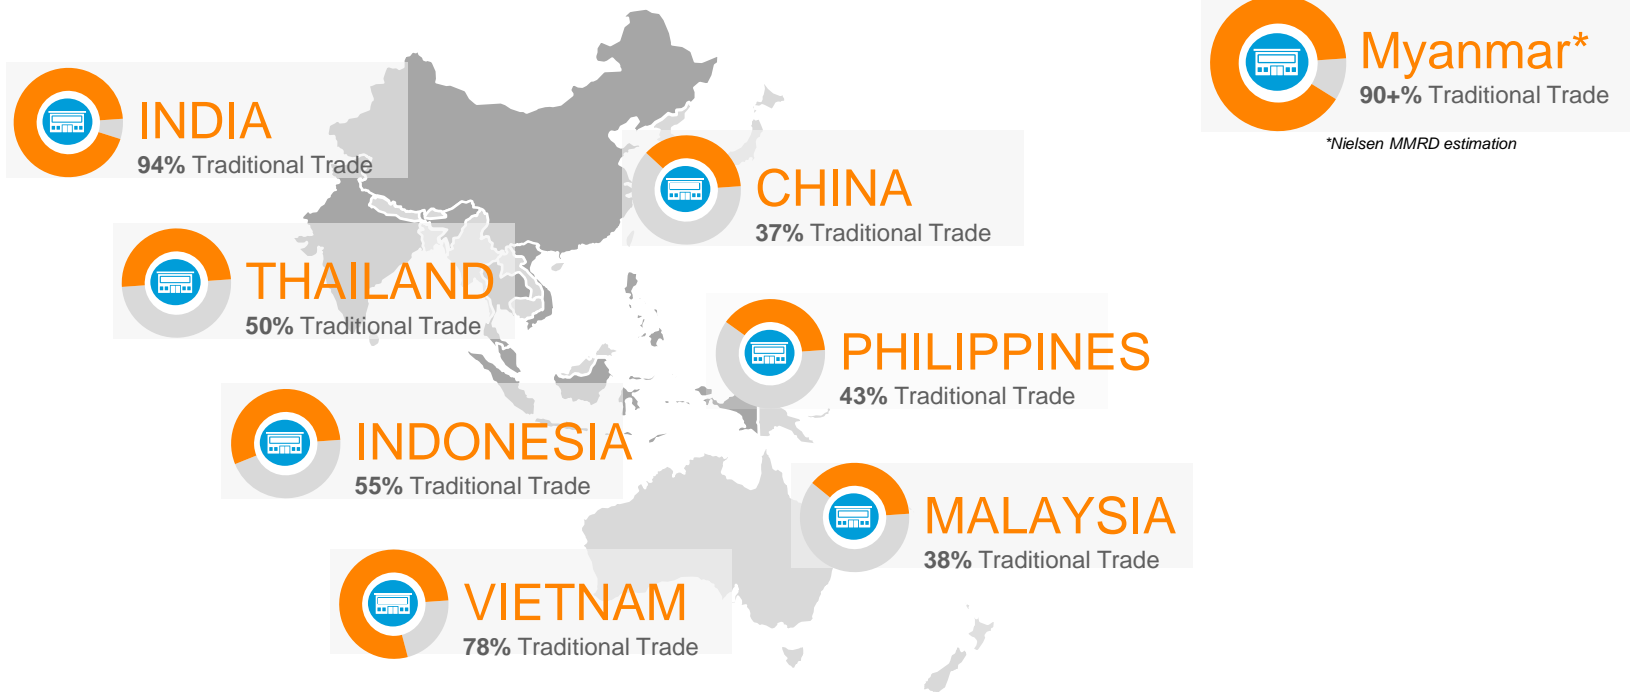 INDIA
94% Traditional Trade
THAILAND
50% Traditional Trade
INDONESIA
55% Traditional Trade
VIETNAM
78% Traditional Trade
CHINA
37% Traditional Trade
PHILIPPINES
43% Traditional Trade
MALAYSIA
38% Traditional Trade
Myanmar*
90+% Traditional Trade
*Nielsen MMRD estimation